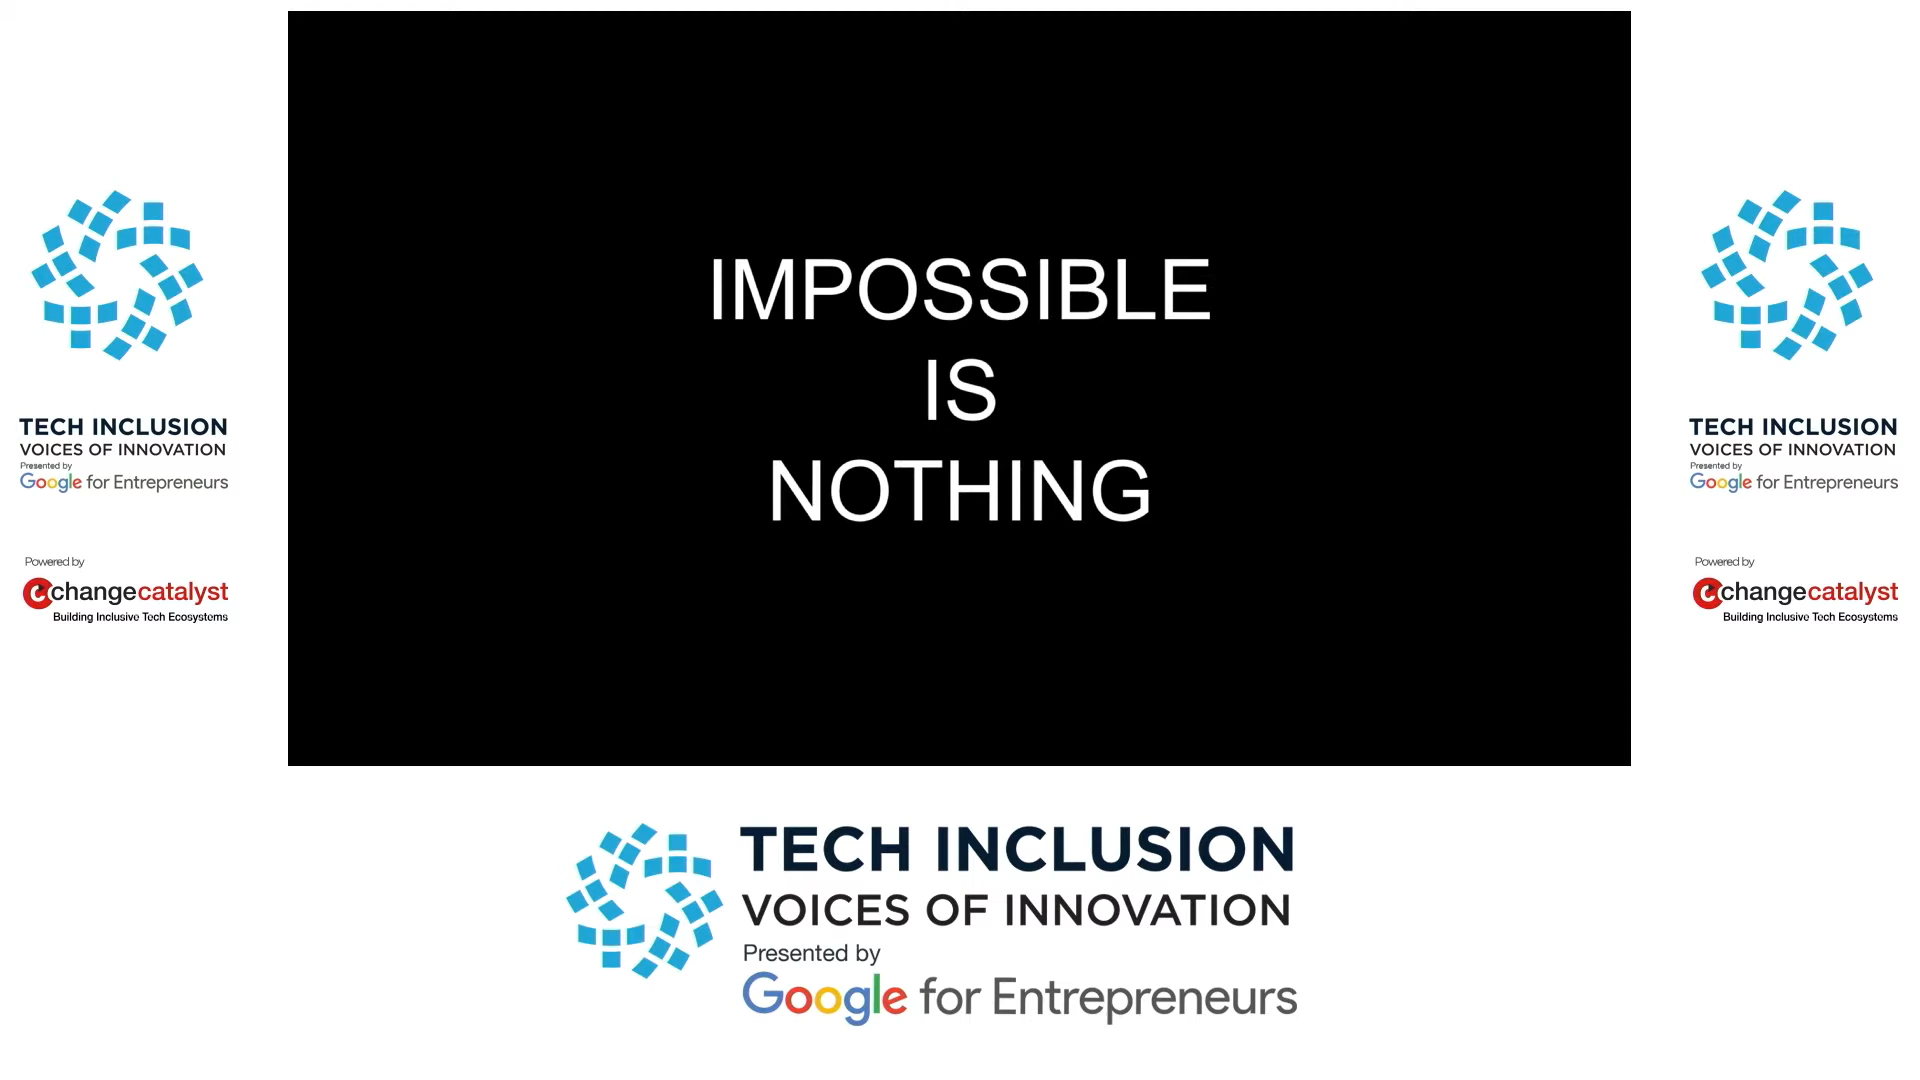 IMPOSSIBLE
IS
NOTHING
TECH INCLUSION
VOICES OF INNOVATION
Presented by
Google for Entrepreneurs
Powered by
changecatalyst
Building Inclusive Tech Ecosystems
TECH INCLUSION
VOICES OF INNOVATION
Presented by
Google for Entrepreneurs
Powered by
changecatalyst
Building Inclusive Tech Ecosystems
TECH INCLUSION
VOICES OF INNOVATION
Presented by
Google for Entrepreneurs